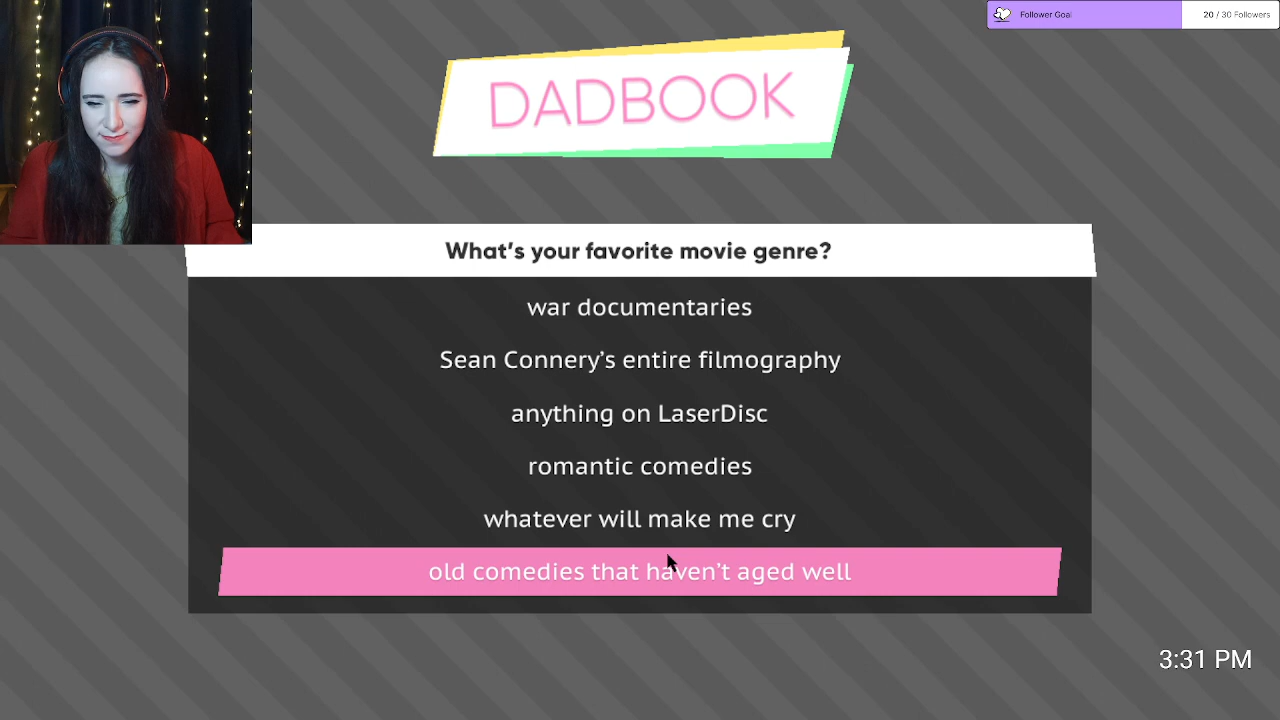 Follower Goal
20 / 30 Followers
DADBOOK
What's your favorite movie genre?
war documentaries
Sean Connery's entire filmography
anything on LaserDisc
romantic comedies
whatever will make me cry
old comedies that haven't aged well
3:31 PM